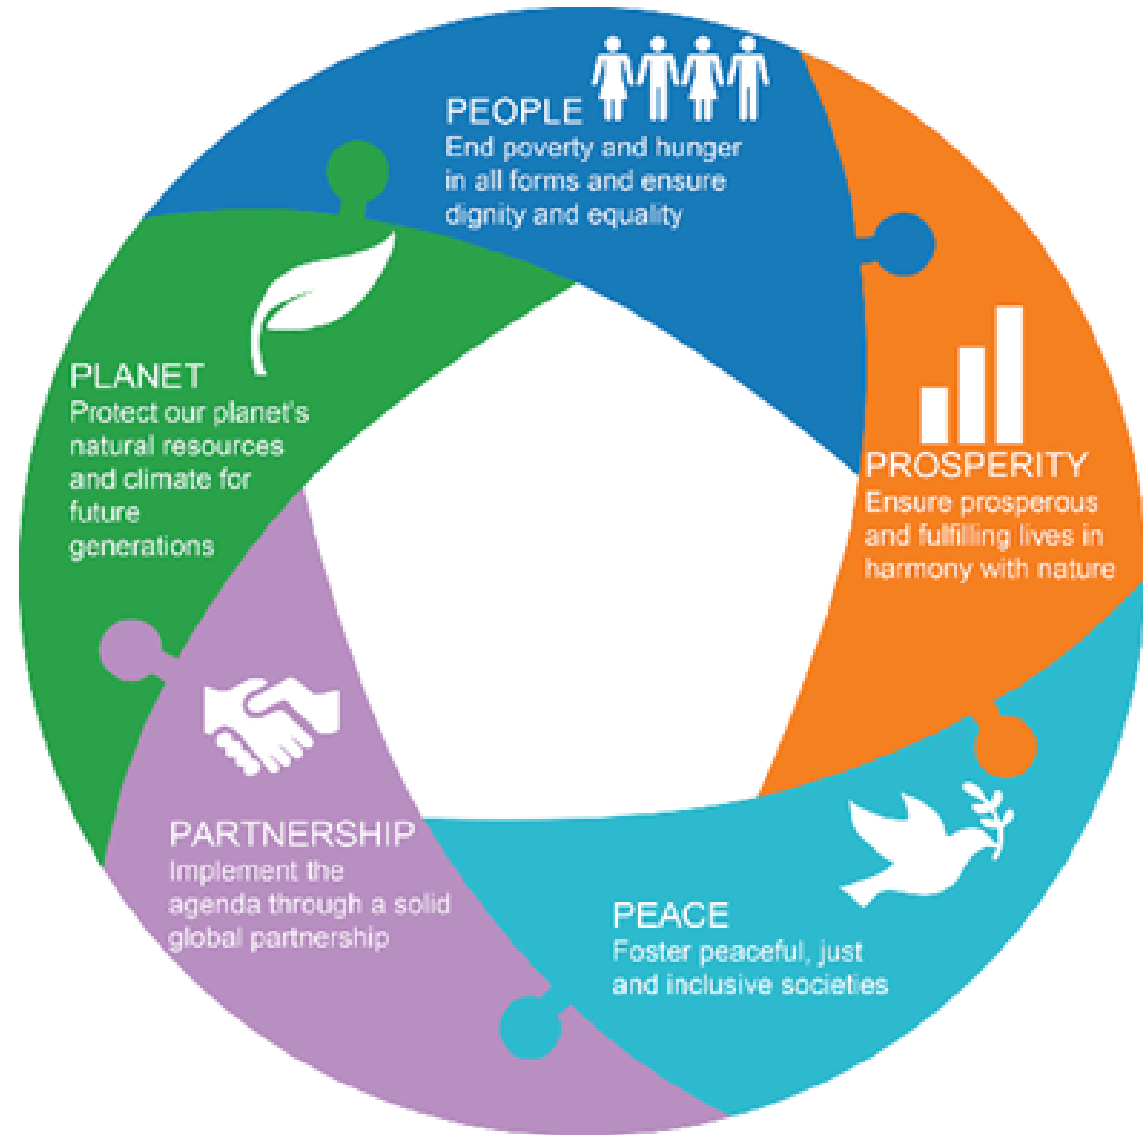 PEOPLE
End poverty and hunger
in all forms and ensure
dignity and equality
PROSPERITY
Ensure prosperous
and fulfilling lives in
harmony with nature
PEACE
Foster peaceful, just
and inclusive societies
PARTNERSHIP
Implement the
agenda through a solid
global partnership
PLANET
Protect our planet's
natural resources
and climate for
future
generations